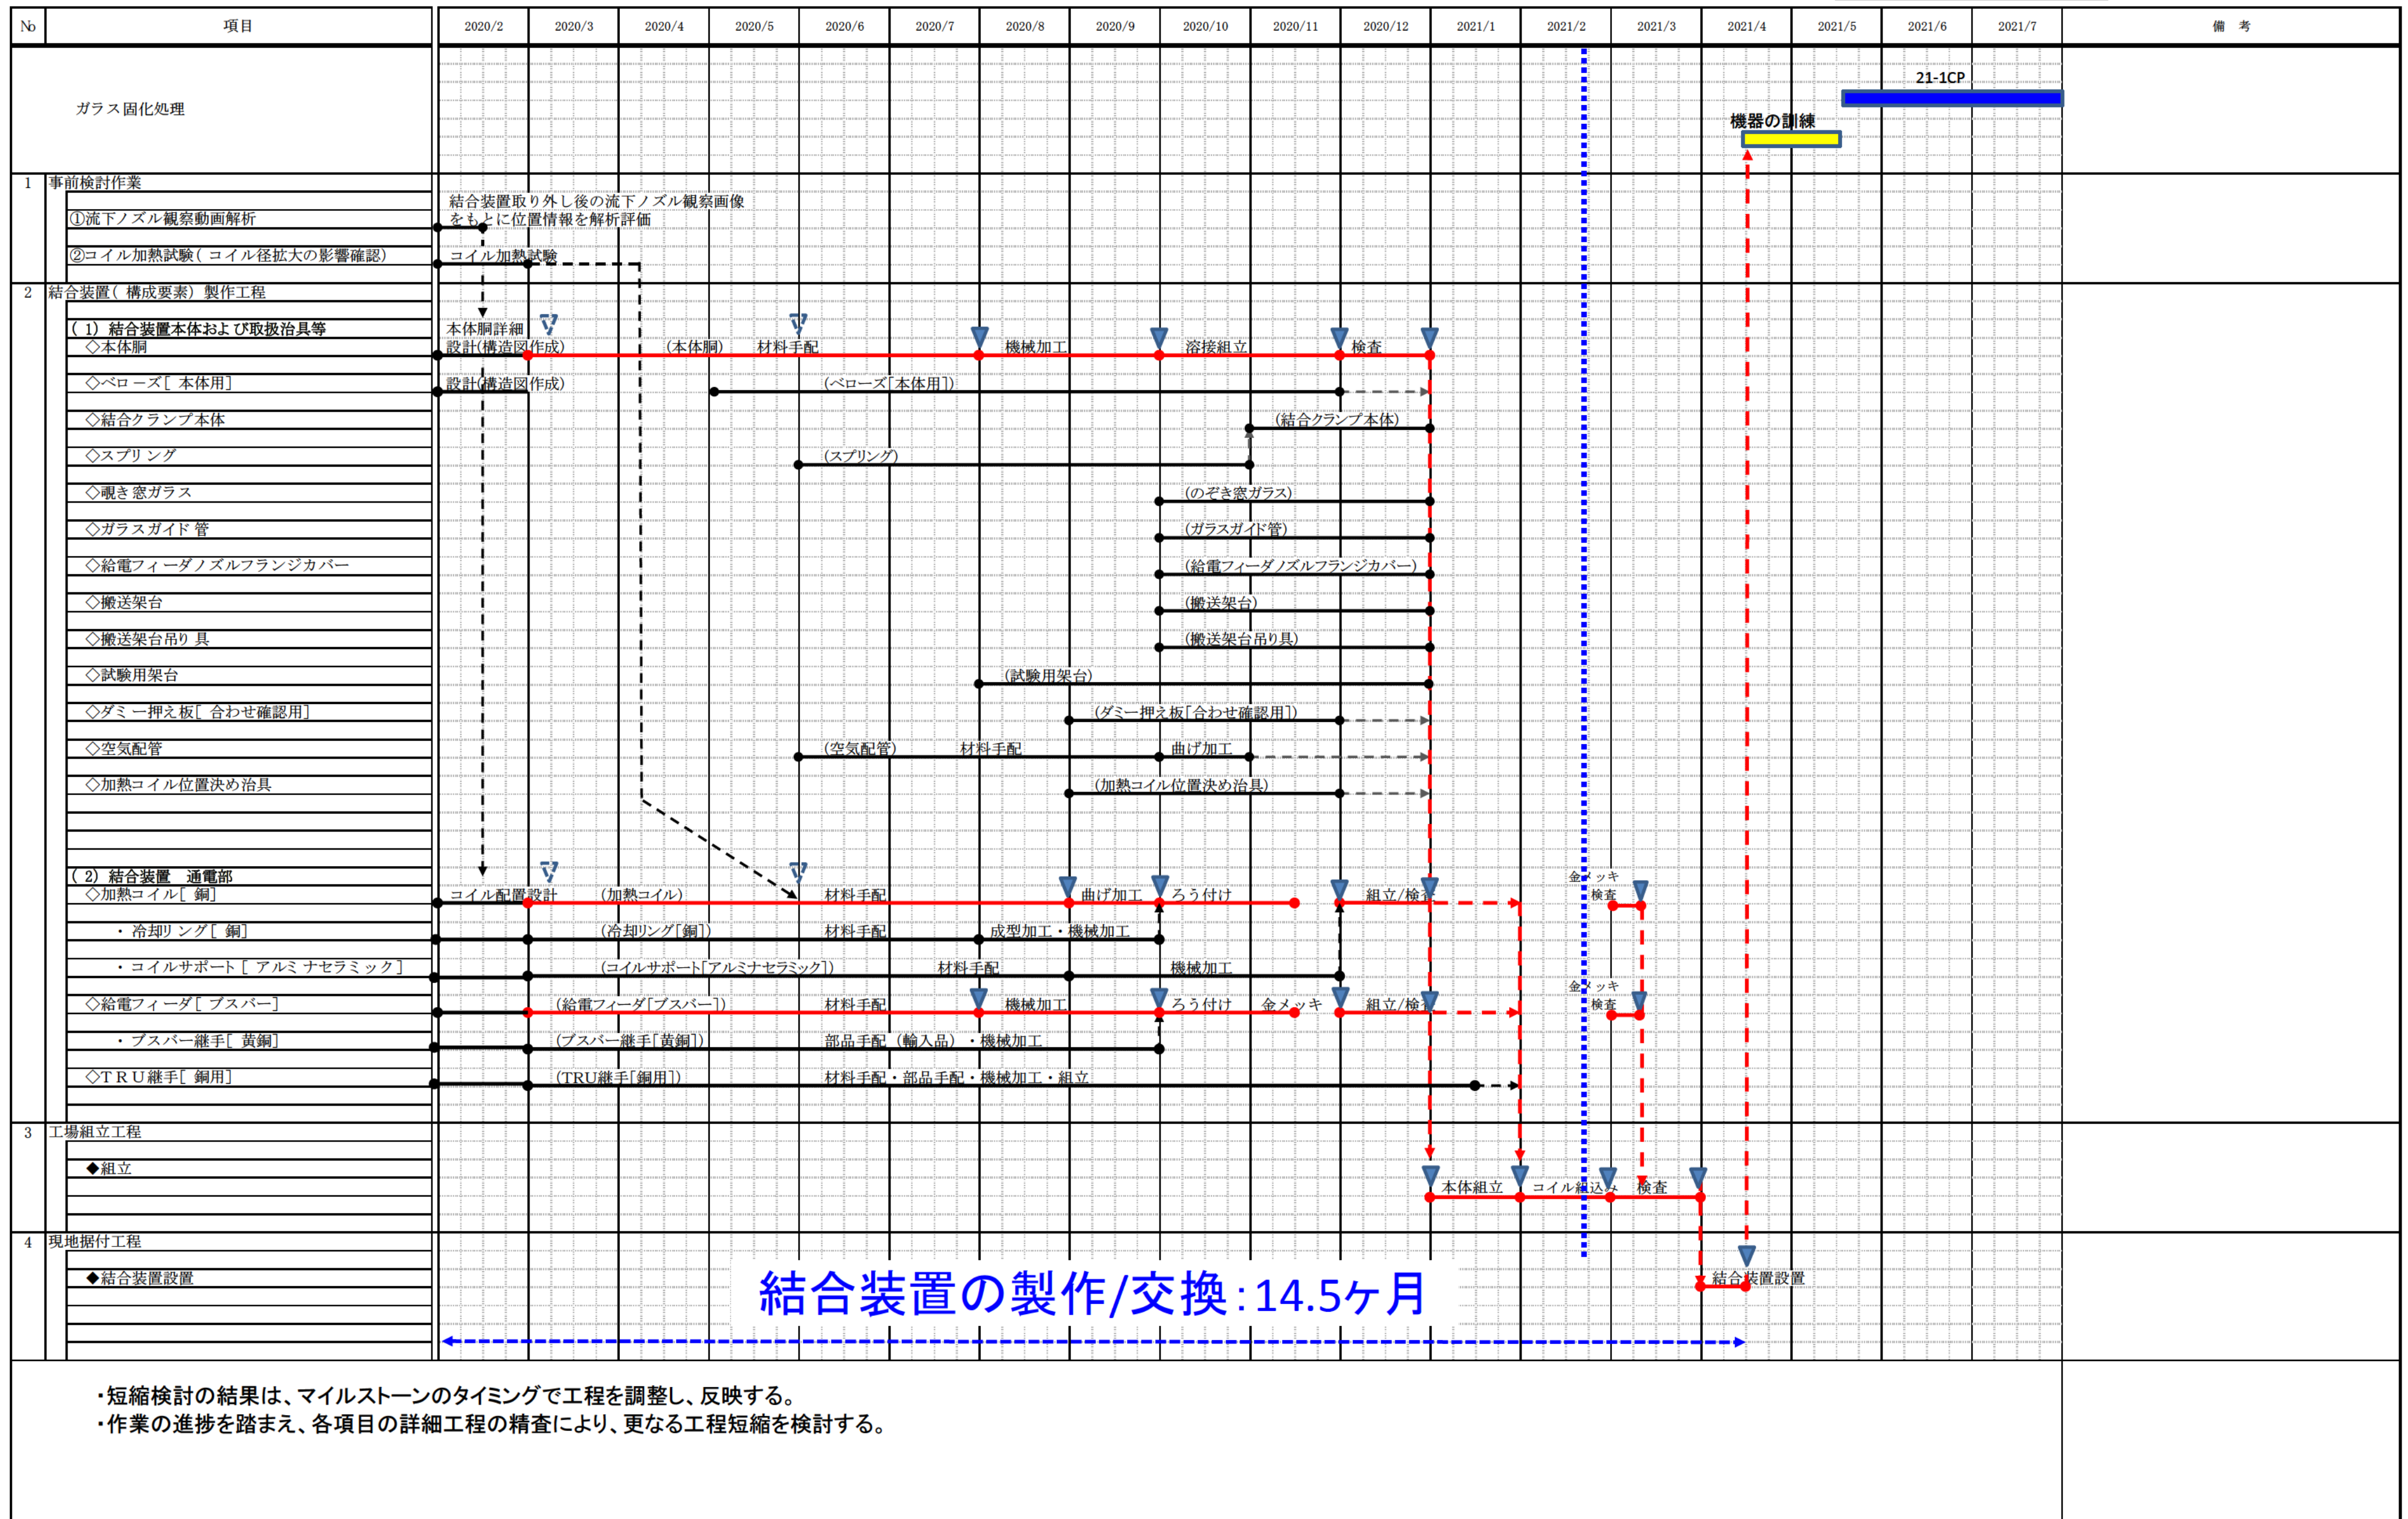 No 項目 2020/2 2020/3 2020/4 2020/5 2020/6 2020/7 2020/8 2020/9 2020/10 2020/11 2020/12 2021/1 2021/2 2021/3 2021/4 2021/5 2021/6 2021/7 備 考
21-1CP
ガラス固化処理
機器の訓練
1 事前検討作業
結合装置取り外し後の流下ノズル観察画像
①流下ノズル観察動画解析 をもとに位置情報を解析評価
②コイル加熱試験( コイル径拡大の影響確認) コイル加熱試験
2 結合装置( 構成要素) 製作工程
( 1) 結合装置本体および取扱治具等 本体胴詳細
◇本体胴 設計(構造図作成) (本体胴) 材料手配 機械加工 溶接組立 検査
◇ベローズ[ 本体用] 設計(構造図作成) (ベローズ[本体用])
◇結合クランプ本体 (結合クランプ本体)
◇スプリング (スプリング)
◇覗き窓ガラス (のぞき窓ガラス)
◇ガラスガイド管 (ガラスガイド管)
◇給電フィーダノズルフランジカバー (給電フィーダノズルフランジカバー)
◇搬送架台 (搬送架台)
◇搬送架台吊り具 (搬送架台吊り具)
◇試験用架台 (試験用架台)
◇ダミー押え板[ 合わせ確認用] (ダミー押え板[合わせ確認用])
◇空気配管 (空気配管) 材料手配 曲げ加工
◇加熱コイル位置決め治具 (加熱コイル位置決め治具)
( 2) 結合装置 通電部 金メッキ
◇加熱コイル[ 銅] コイル配置設計 (加熱コイル) 材料手配 曲げ加工 ろう付け 組立/検査 検査
・冷却リング[ 銅] (冷却リング[銅]) 材料手配 成型加工・機械加工
・コイルサポート[ アルミナセラミック] (コイルサポート[アルミナセラミック]) 材料手配 機械加工
金メッキ
◇給電フィーダ[ ブスバー] (給電フィーダ[ブスバー]) 材料手配 機械加工 ろう付け 金メッキ 組立/検査 検査
・ブスバー継手[ 黄銅] (ブスバー継手[黄銅]) 部品手配（輸入品）・機械加工
◇TRU継手[ 銅用] (TRU継手[銅用]) 材料手配・部品手配・機械加工・組立
3 工場組立工程
◆組立
本体組立 コイル組込み 検査
4 現地据付工程
◆結合装置設置 結合装置設置
結合装置の製作/交換：14.5ヶ月
・短縮検討の結果は、マイルストーンのタイミングで工程を調整し、反映する。
・作業の進捗を踏まえ、各項目の詳細工程の精査により、更なる工程短縮を検討する。